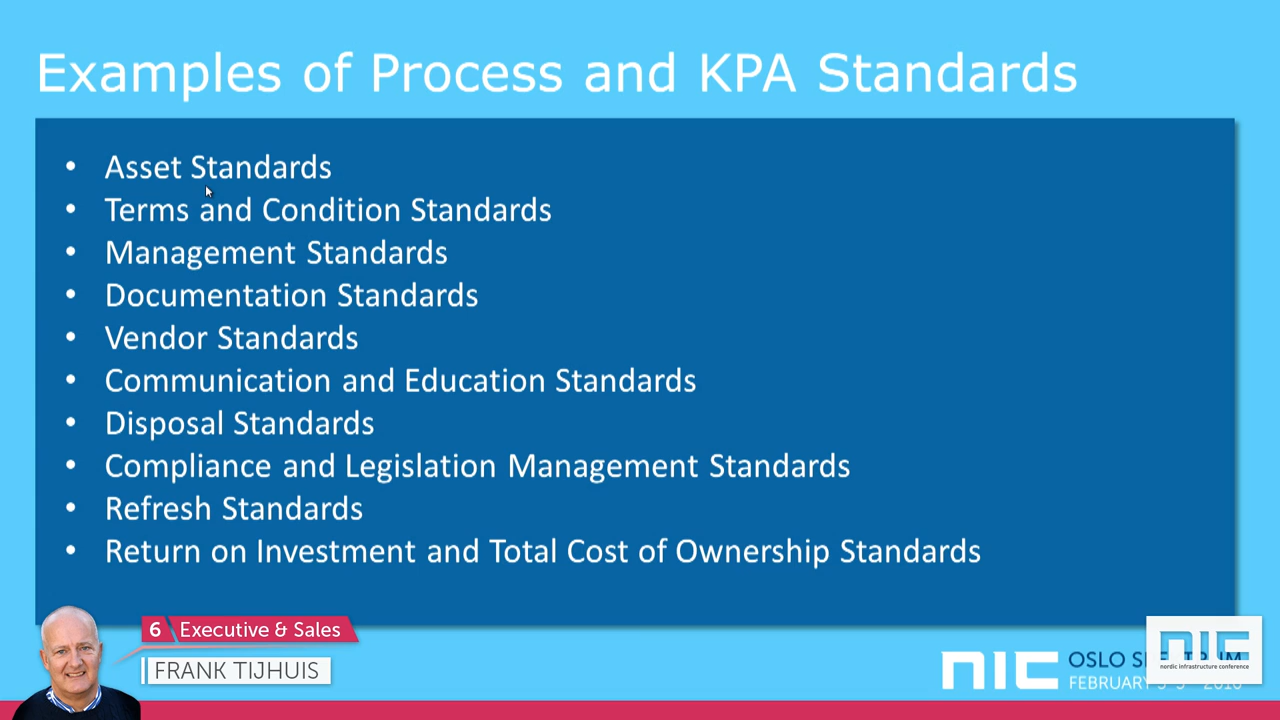 Examples of Process and KPA Standards
• Asset Standards
• Terms and Condition Standards
• Management Standards
• Documentation Standards
• Vendor Standards
• Communication and Education Standards
• Disposal Standards
• Compliance and Legislation Management Standards
• Refresh Standards
• Return on Investment and Total Cost of Ownership Standards
6 Executive & Sales
FRANK TIJHUIS
NIC
OSLO
FEBRUARY
NIC
nordic infrastructure conference